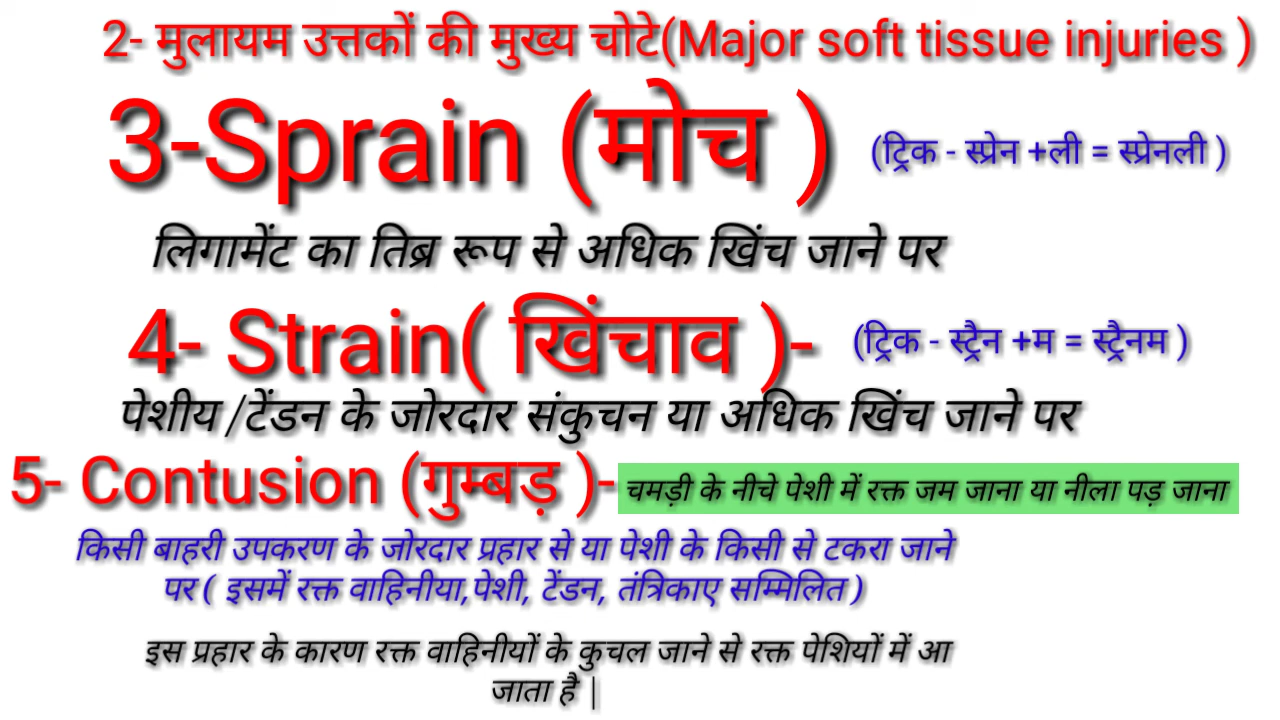 2- मुलायम उत्तकों की मुख्य चोटे(Major soft tissue injuries )
3-Sprain (मोच ) (ट्रिक - स्प्रेन +ली = स्प्रेनली )
लिगामेंट का तिब्र रूप से अधिक खिंच जाने पर
4- Strain( खिंचाव )- (ट्रिक - स्ट्रैन +म = स्ट्रैनम )
पेशीय /टेंडन के जोरदार संकुचन या अधिक खिंच जाने पर
5- Contusion (गुम्बड़ )- चमड़ी के नीचे पेशी में रक्त जम जाना या नीला पड़ जाना
किसी बाहरी उपकरण के जोरदार प्रहार से या पेशी के किसी से टकरा जाने
पर ( इसमें रक्त वाहिनीया,पेशी, टेंडन, तंत्रिकाए सम्मिलित )
इस प्रहार के कारण रक्त वाहिनीयों के कुचल जाने से रक्त पेशियों में आ
जाता है |